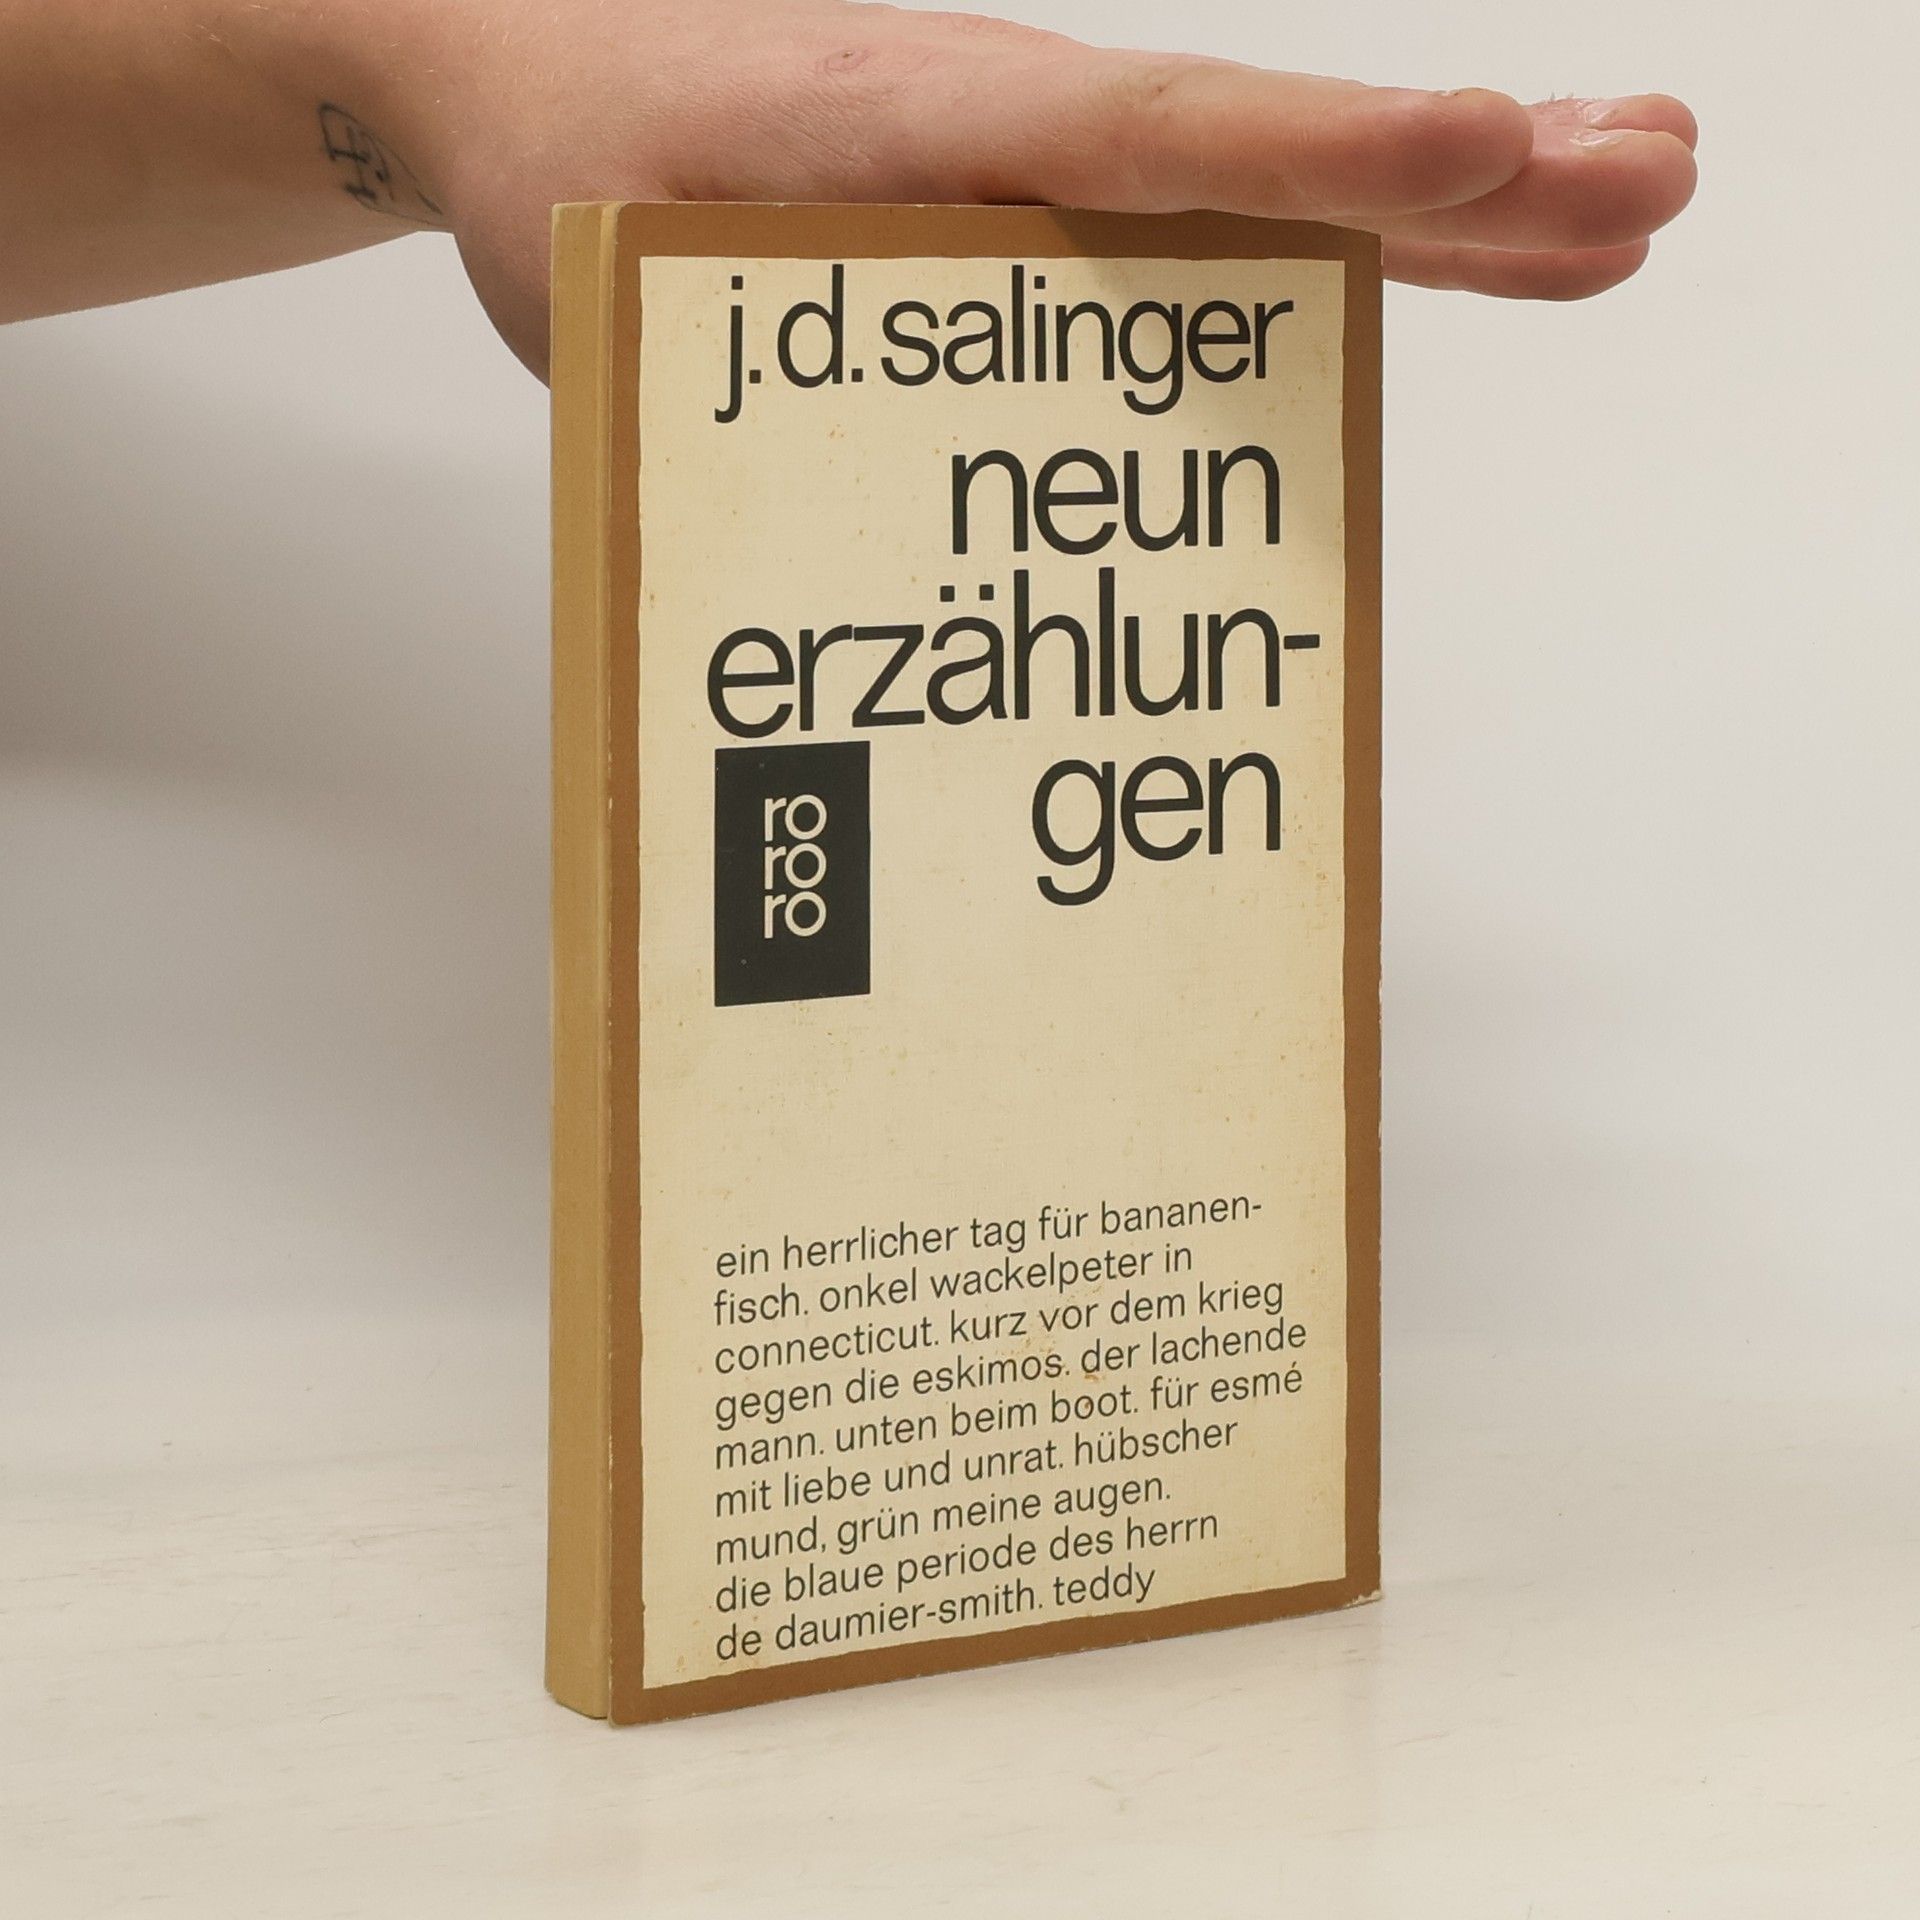 j.d.salinger
neun
erzählun-
gen
ro
ro
ro
ein herrlicher tag für bananen-
fisch. onkel wackelpeter in
connecticut. kurz vor dem krieg
gegen die eskimos. der lachende
mann. unten beim boot. für esmé
mit liebe und unrat. hübscher
mund, grün meine augen.
die blaue periode des herrn
de daumier-smith. teddy